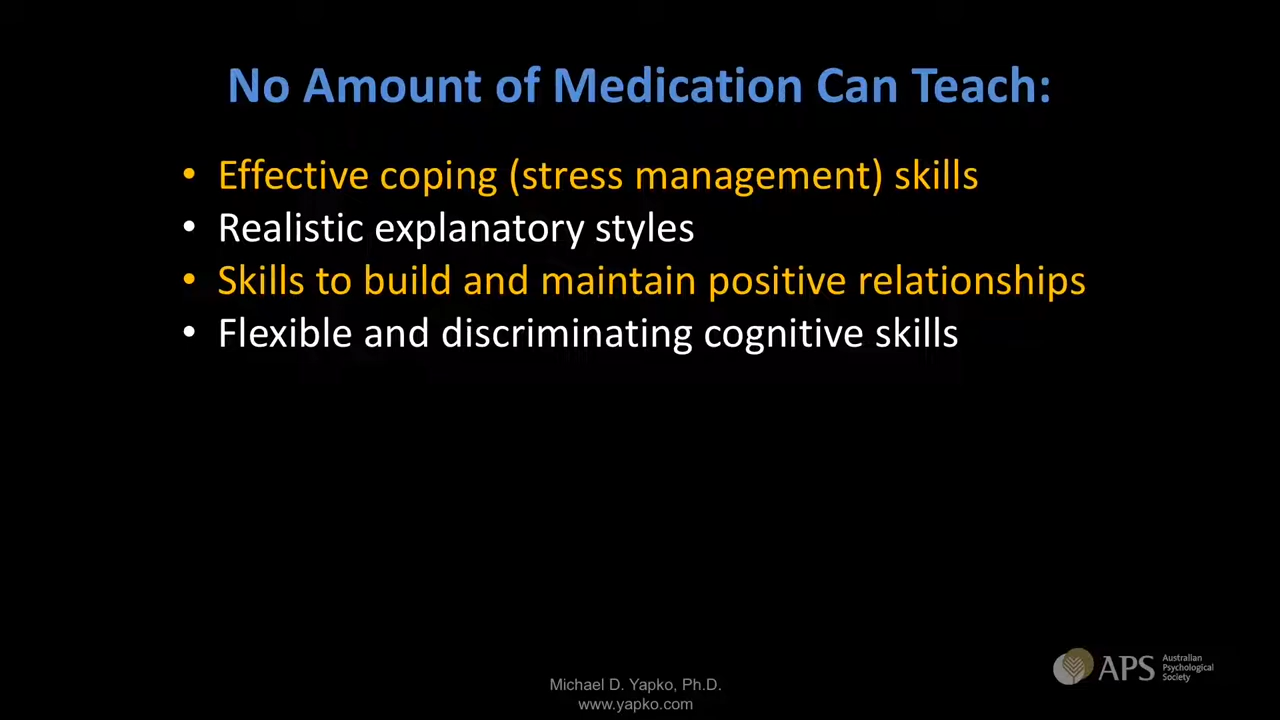 No Amount of Medication Can Teach:
• Effective coping (stress management) skills
• Realistic explanatory styles
• Skills to build and maintain positive relationships
• Flexible and discriminating cognitive skills
APS
Australian
Psychological
Society
Michael D. Yapko, Ph.D.
www.yapko.com